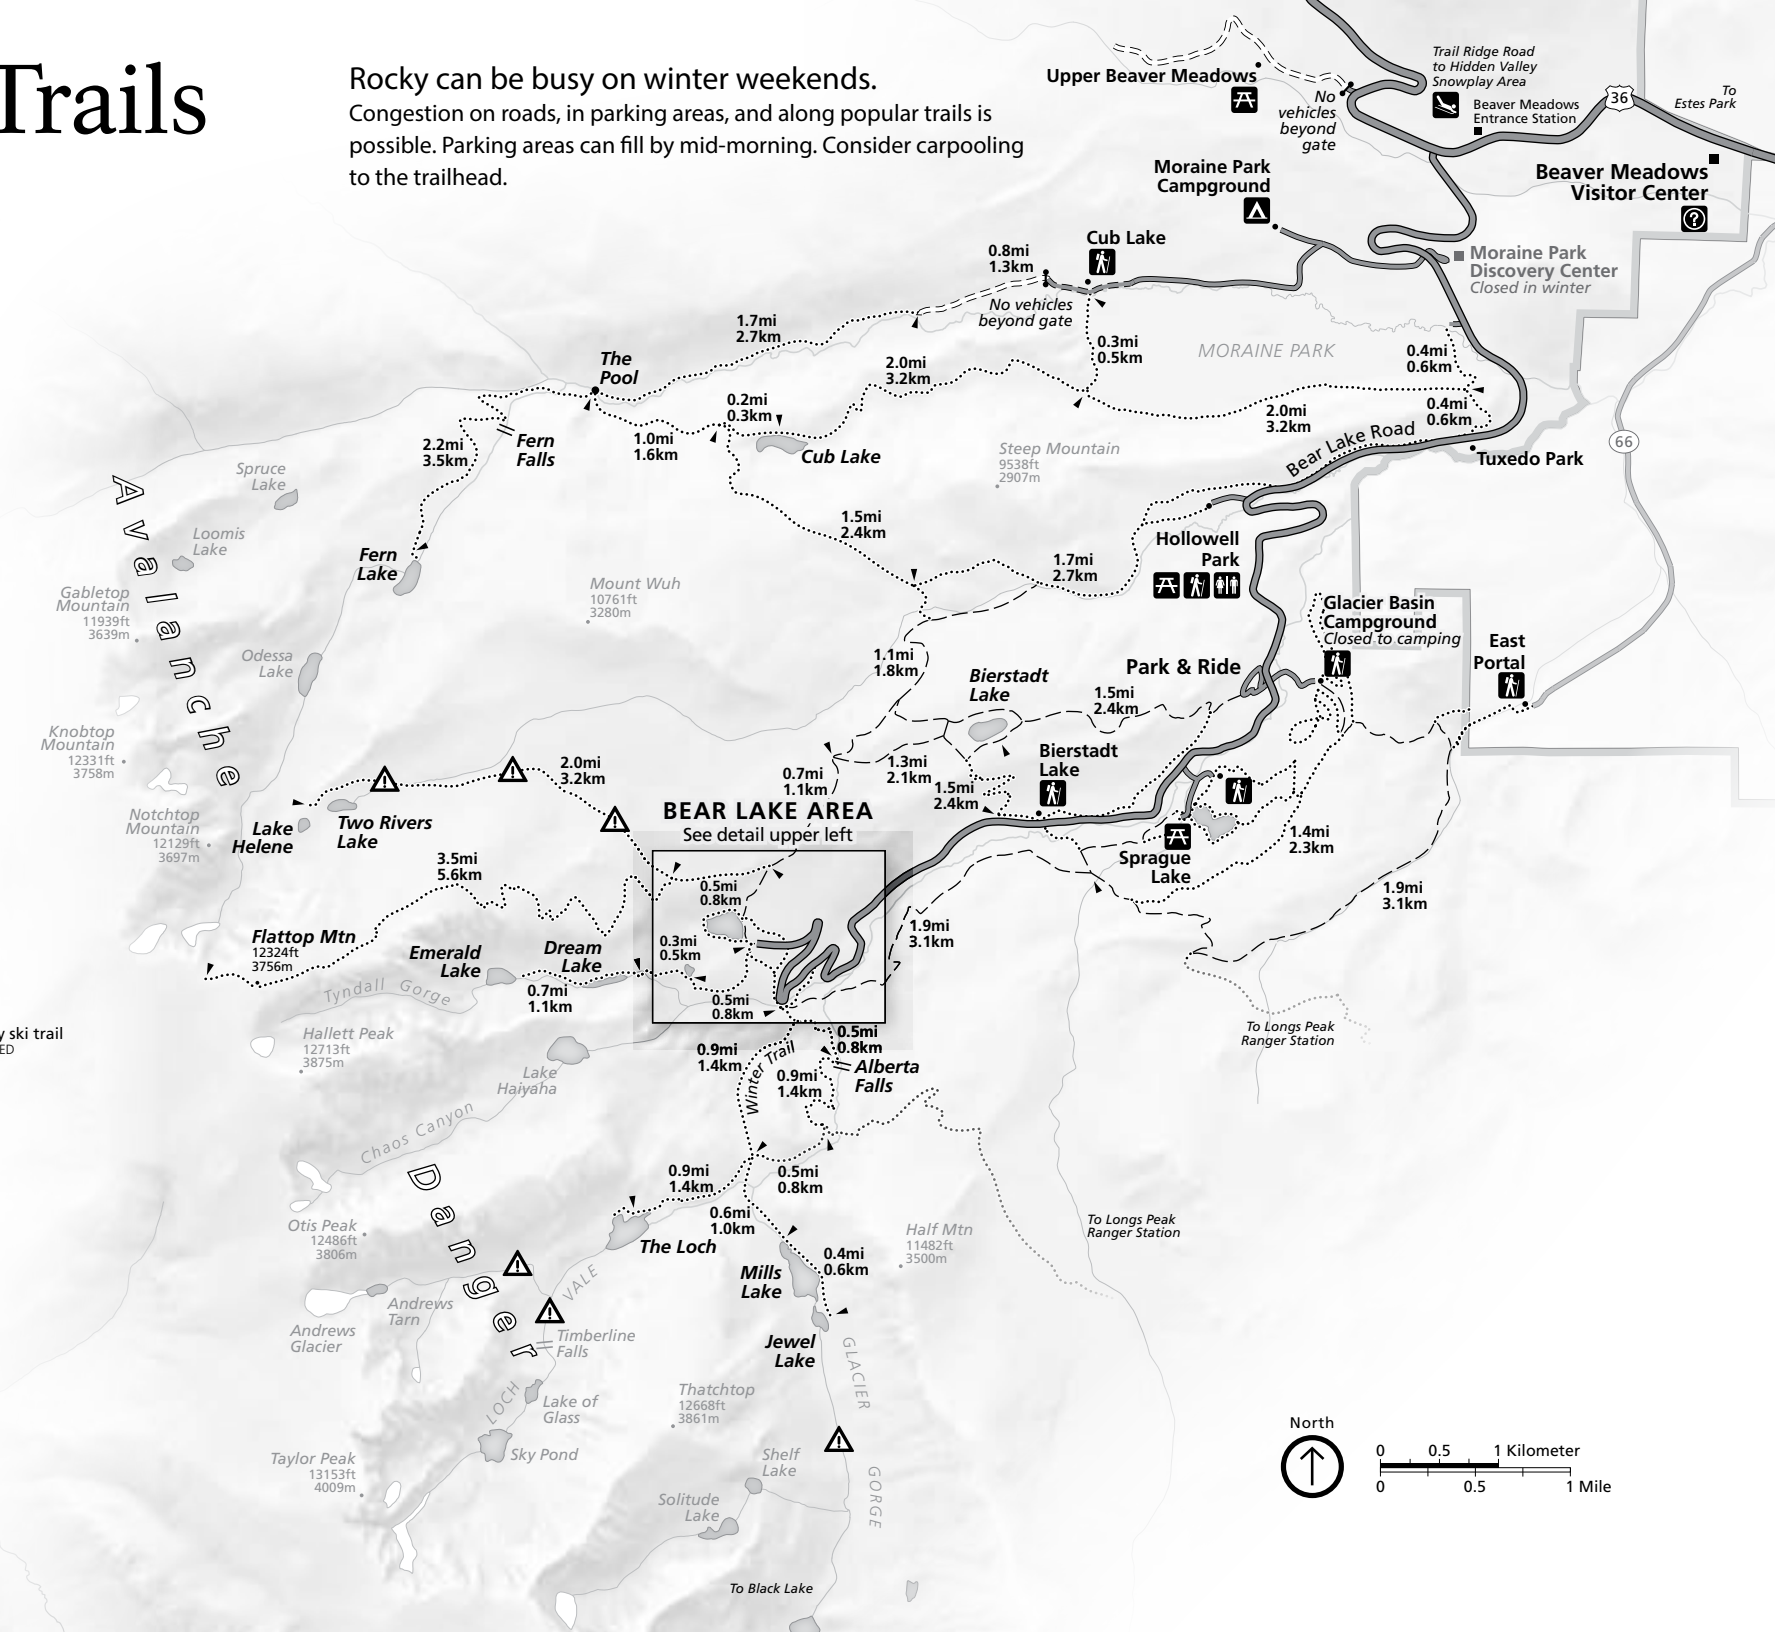 Trails
Rocky can be busy on winter weekends.
Congestion on roads, in parking areas, and along popular trails is
possible. Parking areas can fill by mid-morning. Consider carpooling
to the trailhead.
Trail Ridge Road
to Hidden Valley
Snowplay Area
Upper Beaver Meadows
No
vehicles
beyond
gate
Beaver Meadows
Entrance Station
36
To
Estes Park
Beaver Meadows
Visitor Center
?
Moraine Park
Campground
Cub Lake
0.8mi
1.3km
No vehicles
beyond gate
Moraine Park
Discovery Center
Closed in winter
1.7mi
2.7km
The
Pool
2.0mi
3.2km
0.3mi
0.5km
MORAINE PARK
0.4mi
0.6km
0.2mi
0.3km
0.4mi
0.6km
2.0mi
3.2km
1.0mi
1.6km
Cub Lake
2.2mi
3.5km
Fern
Falls
Steep Mountain
9538ft
2907m
Bear Lake Road
Tuxedo Park
66
Spruce
Lake
Loomis
Lake
Avalanche
Fern
Lake
1.5mi
2.4km
Hollowell
Park
1.7mi
2.7km
Mount Wuh
10761ft
3280m
Gabletop
Mountain
11939ft
3639m
Glacier Basin
Campground
Closed to camping
East
Portal
Odessa
Lake
1.1mi
1.8km
Park & Ride
Bierstadt
Lake
1.5mi
2.4km
Knobtop
Mountain
12331ft
3758m
2.0mi
3.2km
0.7mi
1.1km
1.3mi
2.1km
1.5mi
2.4km
Bierstadt
Lake
BEAR LAKE AREA
See detail upper left
Notchtop
Mountain
12129ft
3697m
Lake
Helene
Two Rivers
Lake
Sprague
Lake
1.4mi
2.3km
3.5mi
5.6km
0.5mi
0.8km
1.9mi
3.1km
1.9mi
3.1km
Flattop Mtn
12324ft
3756m
Emerald
Lake
Dream
Lake
0.3mi
0.5km
Tyndall Gorge
0.7mi
1.1km
0.5mi
0.8km
y ski trail
ED
Hallett Peak
12713ft
3875m
0.5mi
0.8km
0.9mi
1.4km
Winter Trail
Alberta
Falls
0.9mi
1.4km
Lake
Haiyaha
To Longs Peak
Ranger Station
Chaos Canyon
Danger
0.9mi
1.4km
0.5mi
0.8km
0.6mi
1.0km
The Loch
Otis Peak
12486ft
3806m
Half Mtn
11482ft
3500m
To Longs Peak
Ranger Station
0.4mi
0.6km
Mills
Lake
Andrews
Tarn
Andrews
Glacier
LOCH VALE
Timberline
Falls
Jewel
Lake
GLACIER GORGE
Lake of
Glass
Thatchtop
12668ft
3861m
Sky Pond
Taylor Peak
13153ft
4009m
Shelf
Lake
Solitude
Lake
To Black Lake
North
0 0.5 1 Kilometer
0 0.5 1 Mile